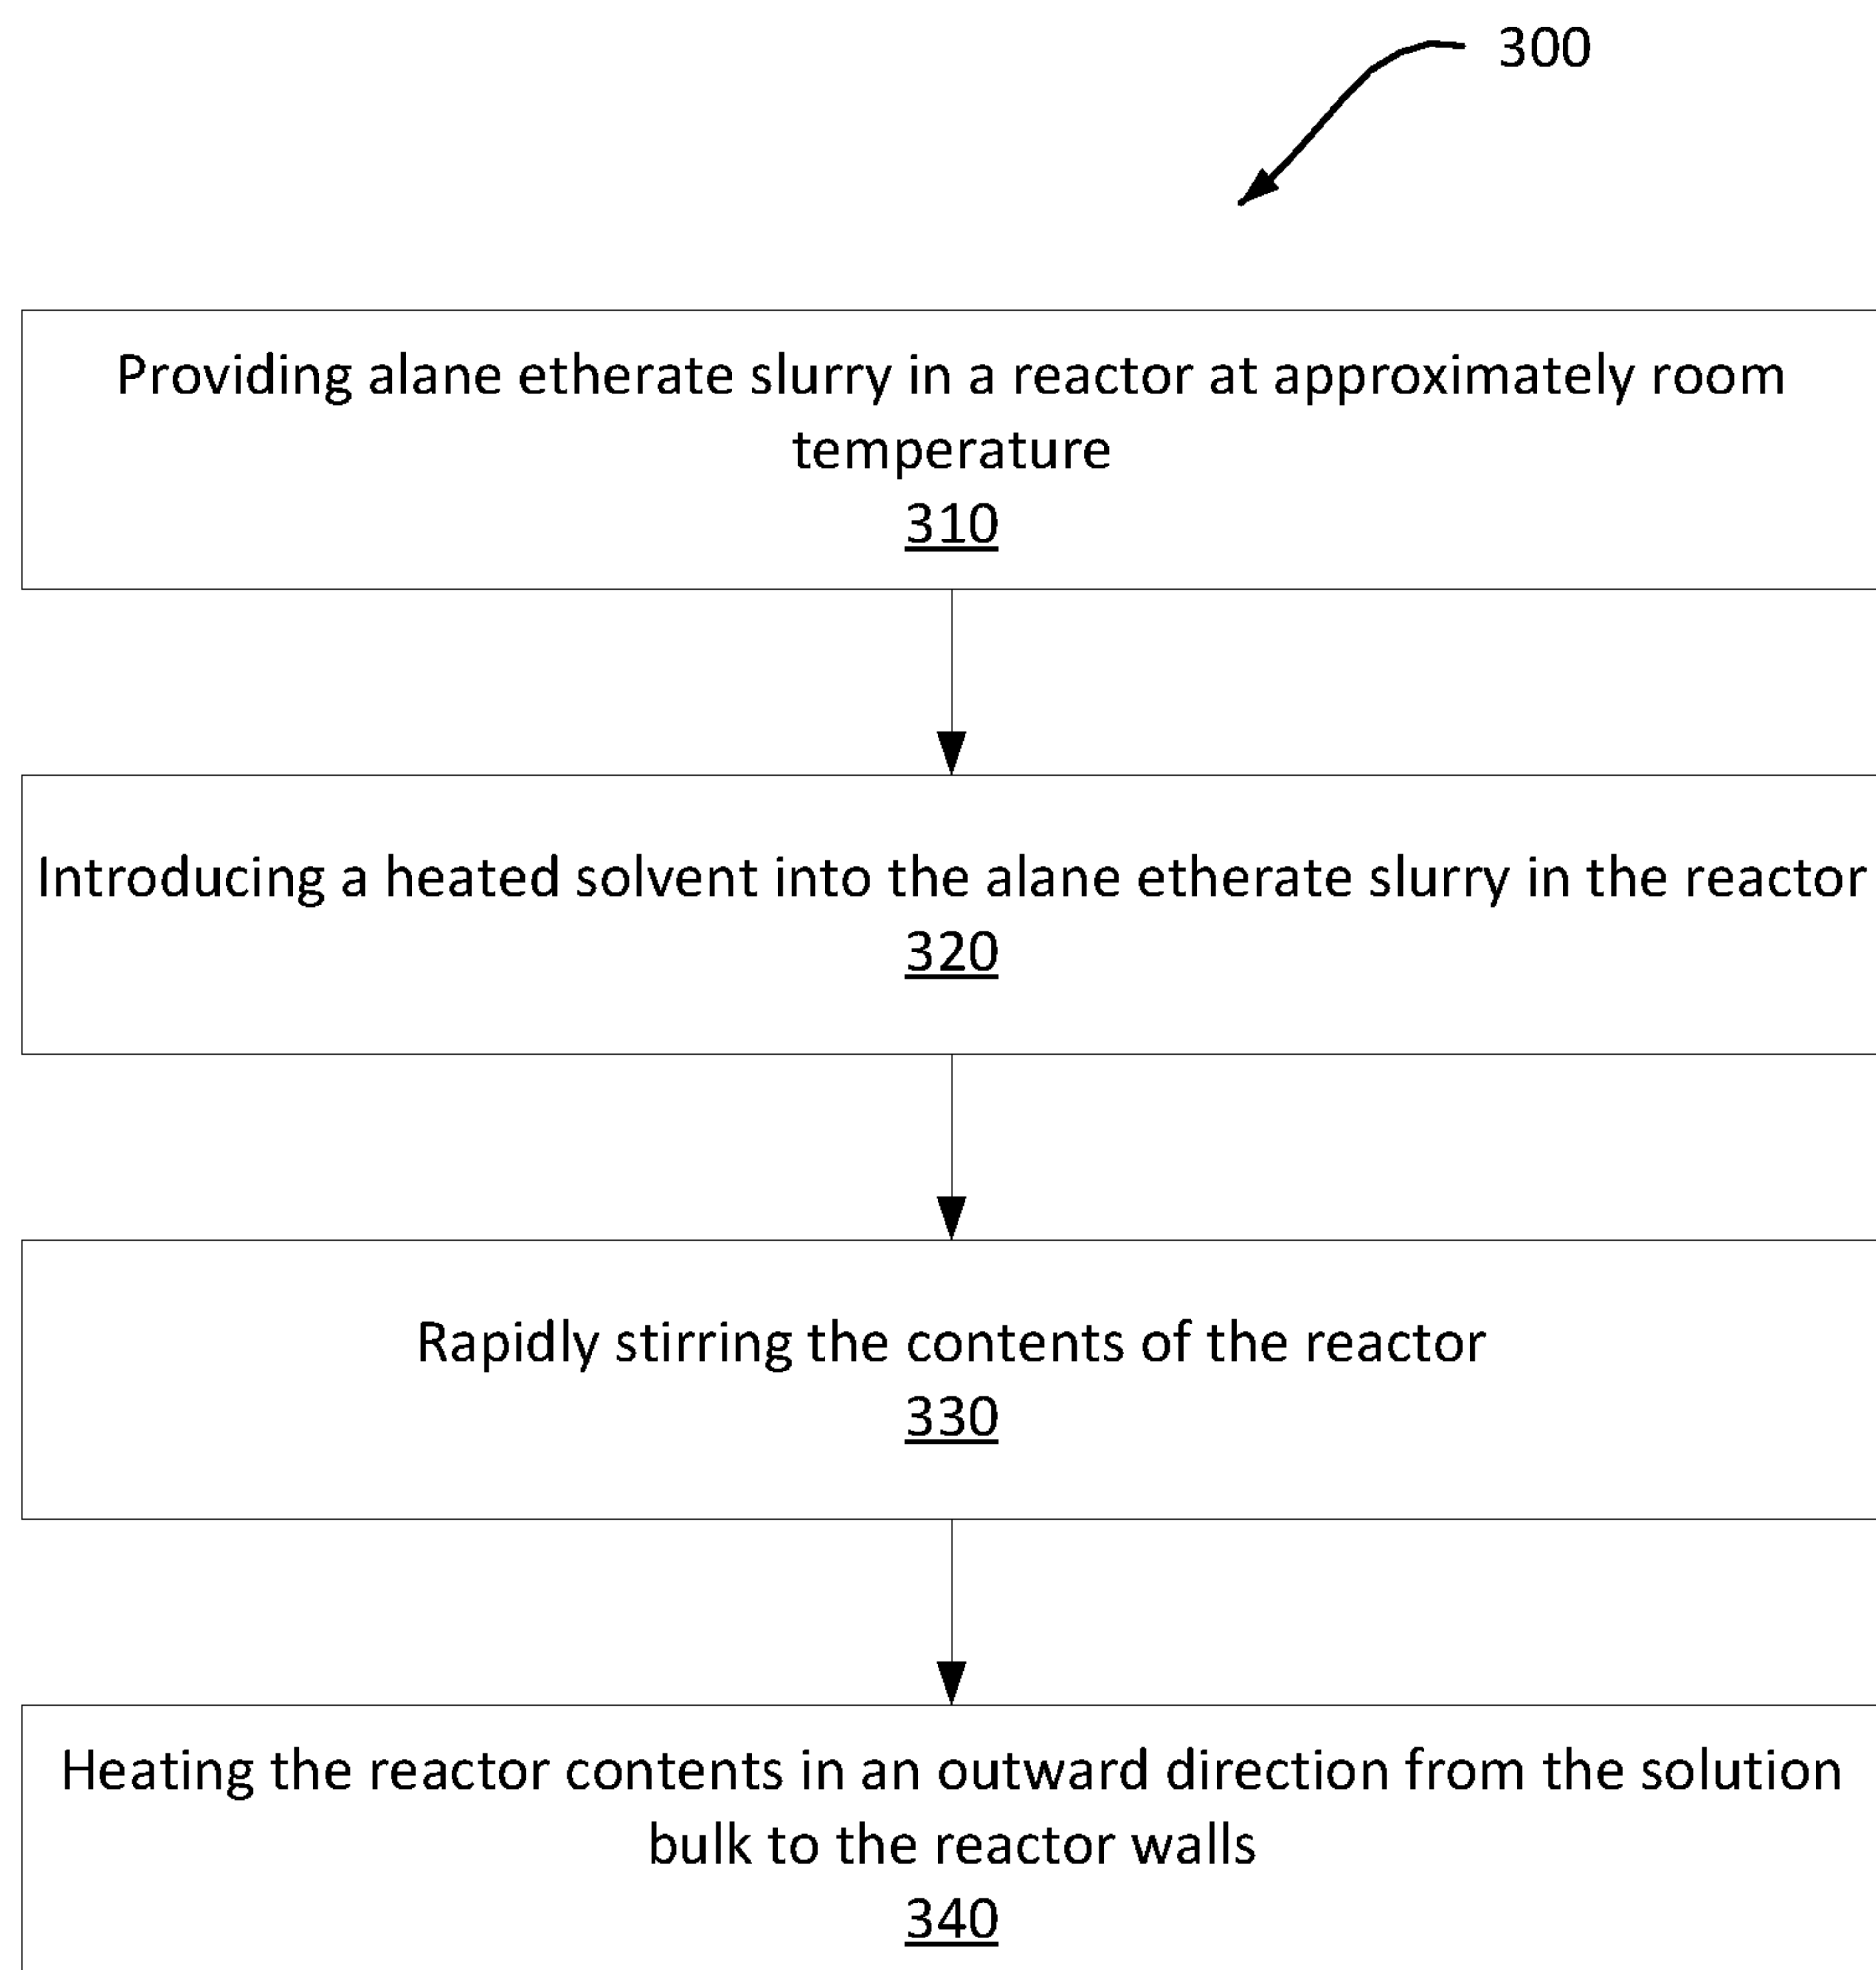 300
Providing alane etherate slurry in a reactor at approximately room
temperature
310
Introducing a heated solvent into the alane etherate slurry in the reactor
320
Rapidly stirring the contents of the reactor
330
Heating the reactor contents in an outward direction from the solution
bulk to the reactor walls
340